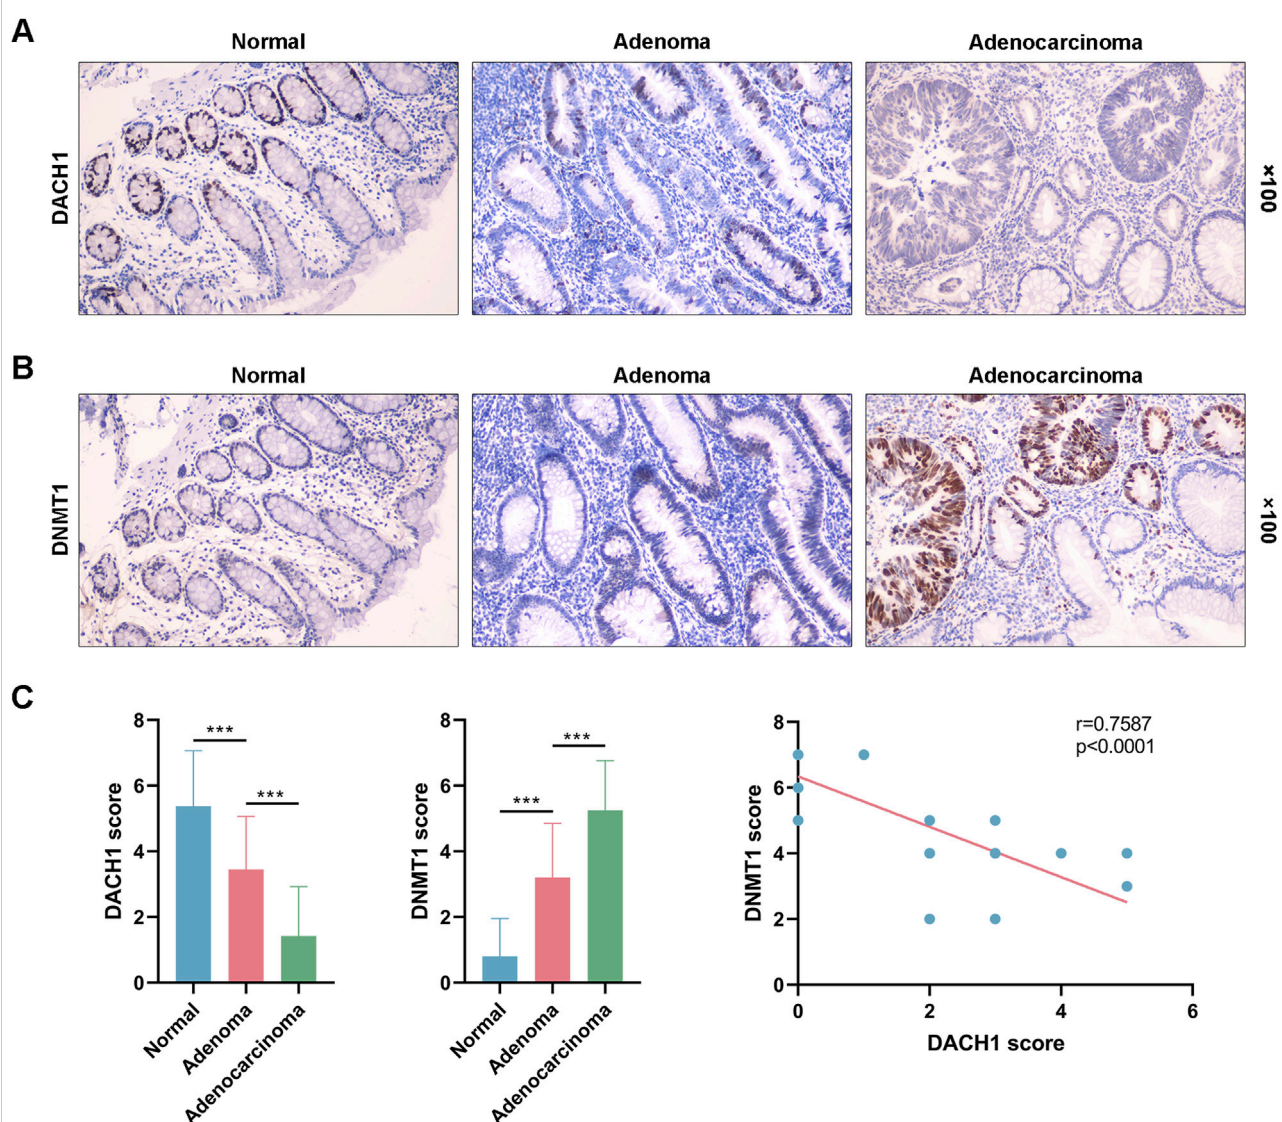 A
Normal
Adenoma
Adenocarcinoma
DACH1
×100
B
Normal
Adenoma
Adenocarcinoma
DNMT1
×100
C
8
6
4
2
0
DACH1 score
***
***
Normal
Adenoma
Adenocarcinoma
8
6
4
2
0
DNMT1 score
***
***
Normal
Adenoma
Adenocarcinoma
8
6
4
2
0
DNMT1 score
r=0.7587
p<0.0001
0
2
4
6
DACH1 score